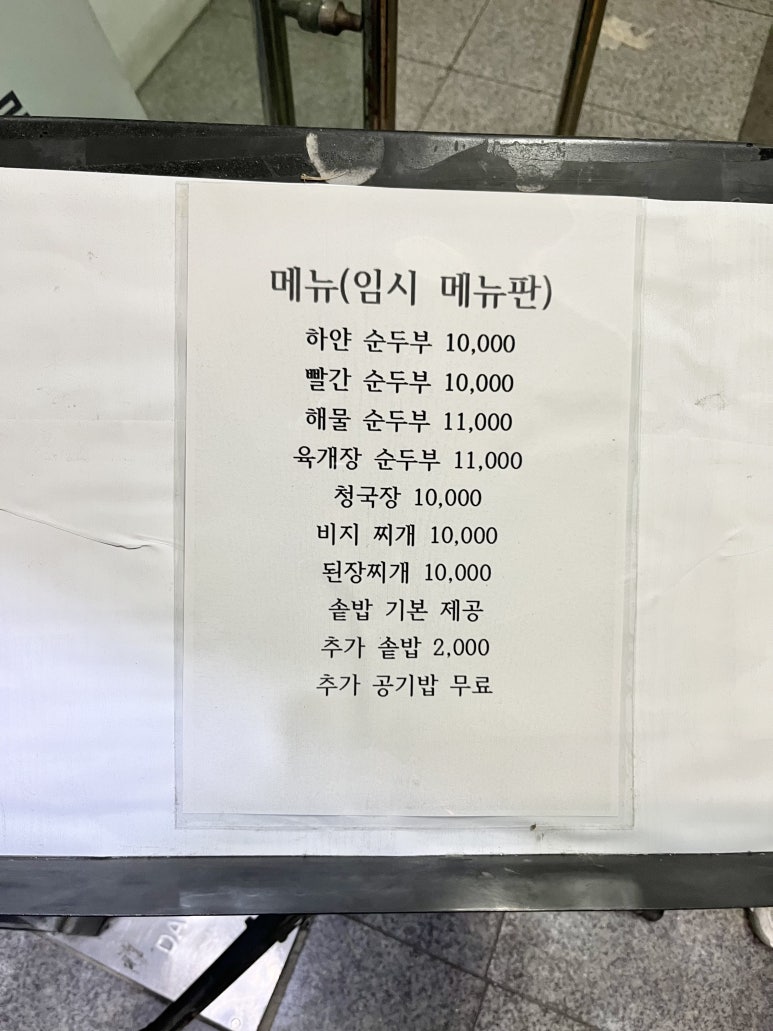 메뉴(임시 메뉴판)
하얀 순두부 10,000
빨간 순두부 10,000
해물 순두부 11,000
육개장 순두부 11,000
청국장 10,000
비지 찌개 10,000
된장찌개 10,000
솥밥 기본 제공
추가 솥밥 2,000
추가 공기밥 무료